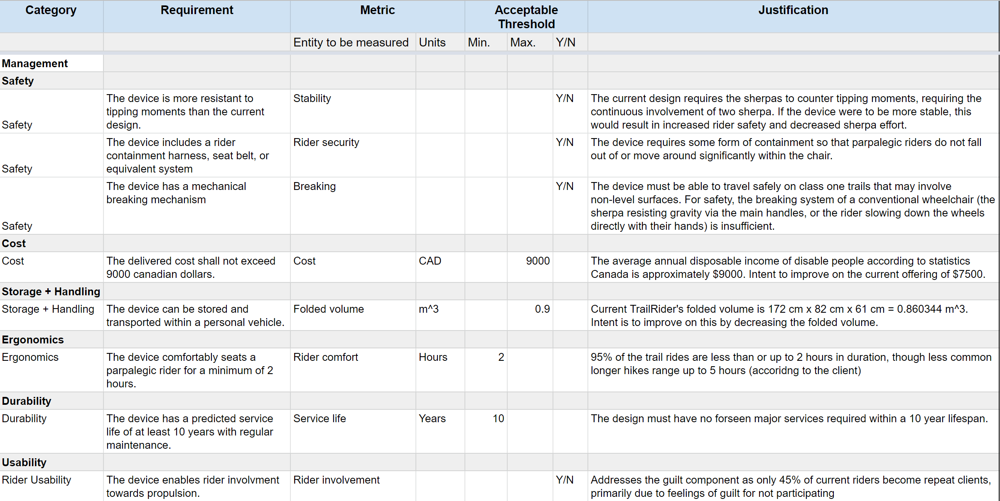 Category Requirement Metric Acceptable Threshold Justification
Entity to be measured Units Min. Max. Y/N
Management
Safety
Safety
The device is more resistant to
tipping moments than the current
design.
Stability
Y/N
The current design requires the sherpas to counter tipping moments, requiring the
continuous involvement of two sherpa. If the device were to be more stable, this
would result in increased rider safety and decreased sherpa effort.
Safety
The device includes a rider
containment harness, seat belt, or
equivalent system
Rider security
Y/N
The device requires some form of containment so that parpalegic riders do not fall
out of or move around significantly within the chair.
Safety
The device has a mechanical
breaking mechanism
Breaking
Y/N
The device must be able to travel safely on class one trails that may involve
non-level surfaces. For safety, the breaking system of a conventional wheelchair (the
sherpa resisting gravity via the main handles, or the rider slowing down the wheels
directly with their hands) is insufficient.
Cost
Cost
The delivered cost shall not exceed
9000 canadian dollars.
Cost
CAD
9000
The average annual disposable income of disable people according to statistics
Canada is approximately $9000. Intent to improve on the current offering of $7500.
Storage + Handling
Storage + Handling
The device can be stored and
transported within a personal vehicle.
Folded volume
m^3
0.9
Current TrailRider's folded volume is 172 cm x 82 cm x 61 cm = 0.860344 m^3.
Intent is to improve on this by decreasing the folded volume.
Ergonomics
Ergonomics
The device comfortably seats a
parpalegic rider for a minimum of 2
hours.
Rider comfort
Hours
2
95% of the trail rides are less than or up to 2 hours in duration, though less common
longer hikes range up to 5 hours (accoridng to the client)
Durability
Durability
The device has a predicted service
life of at least 10 years with regular
maintenance.
Service life
Years
10
The design must have no forseen major services required within a 10 year lifespan.
Usability
Rider Usability
The device enables rider involvment
towards propulsion.
Rider involvement
Y/N
Addresses the guilt component as only 45% of current riders become repeat clients,
primarily due to feelings of guilt for not participating